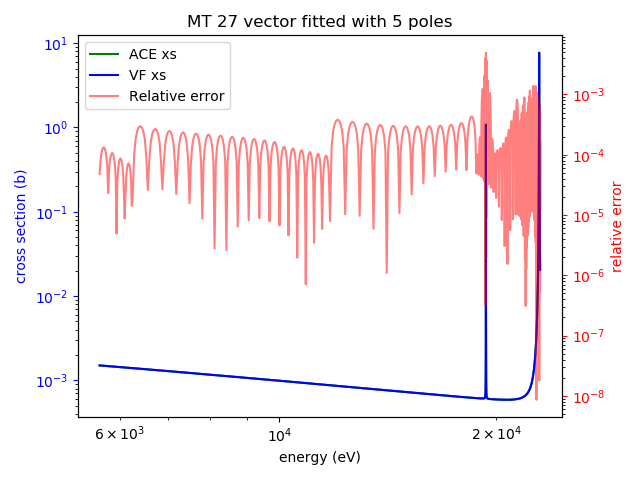 MT 27 vector fitted with 5 poles
ACE xs
VF xs
Relative error
cross section (b)
10^1
10^0
10^-1
10^-2
10^-3
relative error
10^-3
10^-4
10^-5
10^-6
10^-7
10^-8
6 × 10^3
10^4
2 × 10^4
energy (eV)